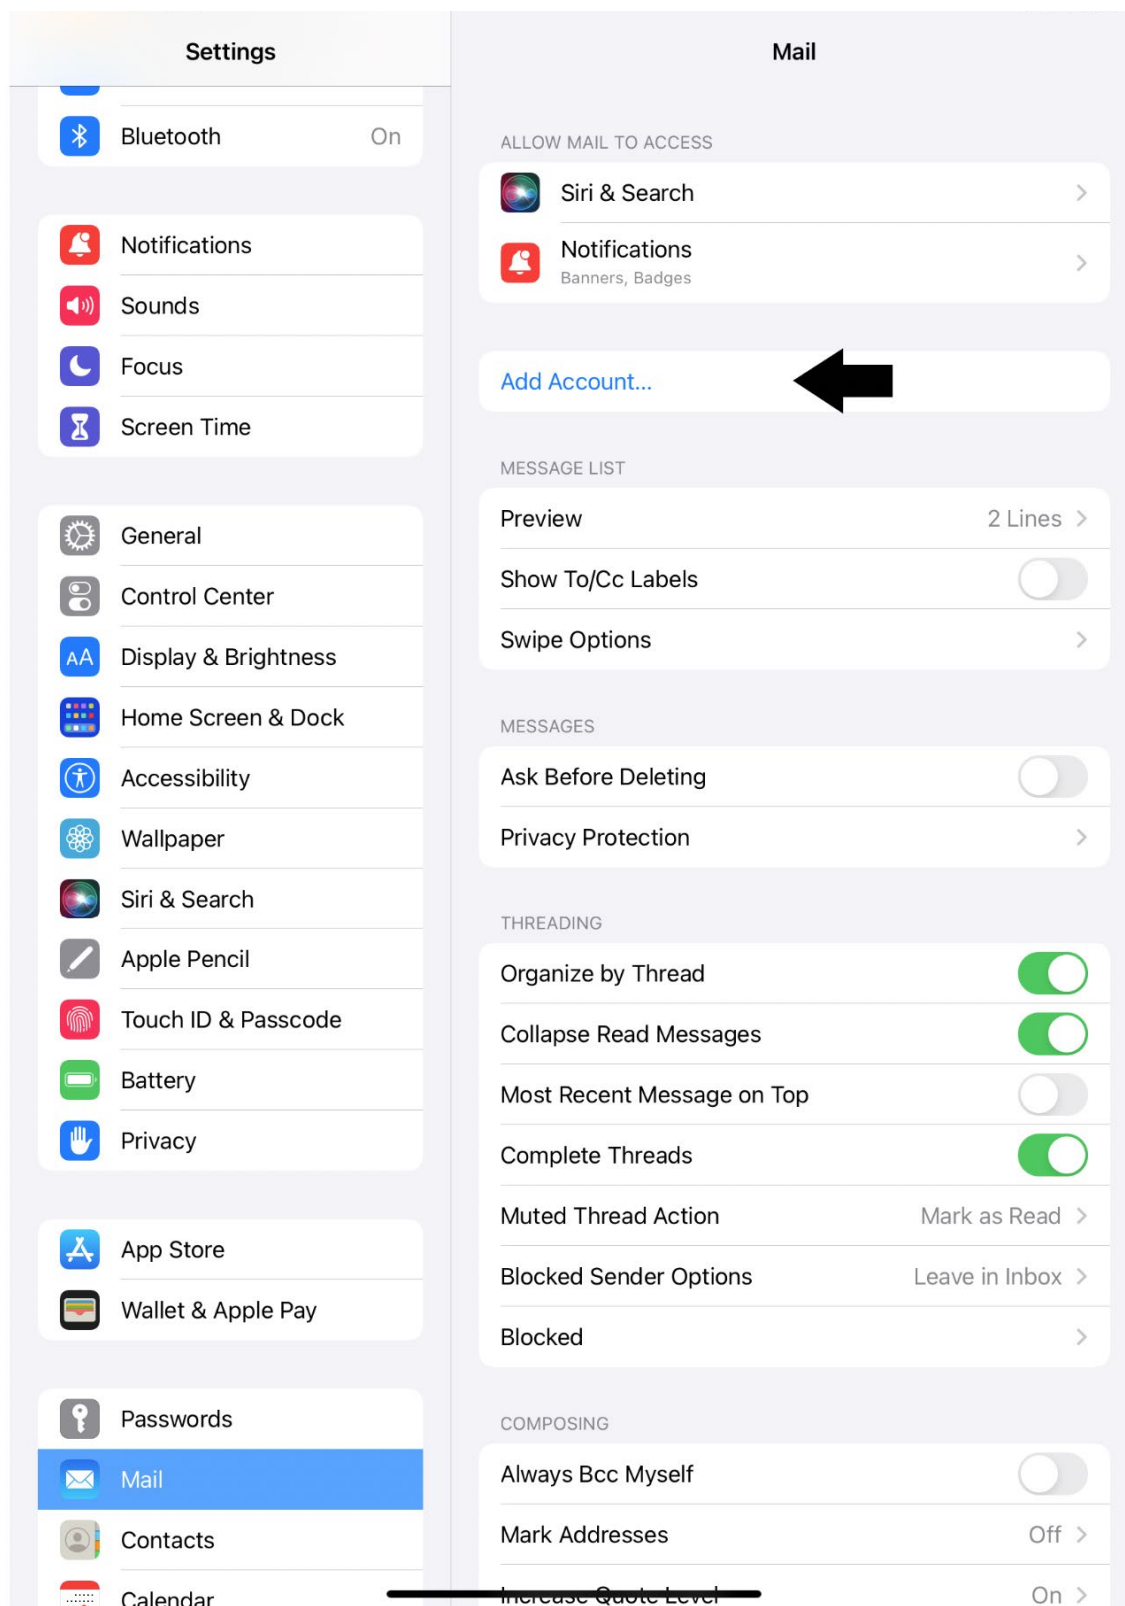 Settings
Bluetooth On
Notifications
Sounds
Focus
Screen Time
General
Control Center
AA Display & Brightness
Home Screen & Dock
Accessibility
Wallpaper
Siri & Search
Apple Pencil
Touch ID & Passcode
Battery
Privacy
App Store
Wallet & Apple Pay
Passwords
Mail
Contacts
Calendar
Mail
ALLOW MAIL TO ACCESS
Siri & Search
Notifications
Banners, Badges
Add Account...
MESSAGE LIST
Preview 2 Lines
Show To/Cc Labels
Swipe Options
MESSAGES
Ask Before Deleting
Privacy Protection
THREADING
Organize by Thread
Collapse Read Messages
Most Recent Message on Top
Complete Threads
Muted Thread Action Mark as Read
Blocked Sender Options Leave in Inbox
Blocked
COMPOSING
Always Bcc Myself
Mark Addresses Off
Increase Quote Level On